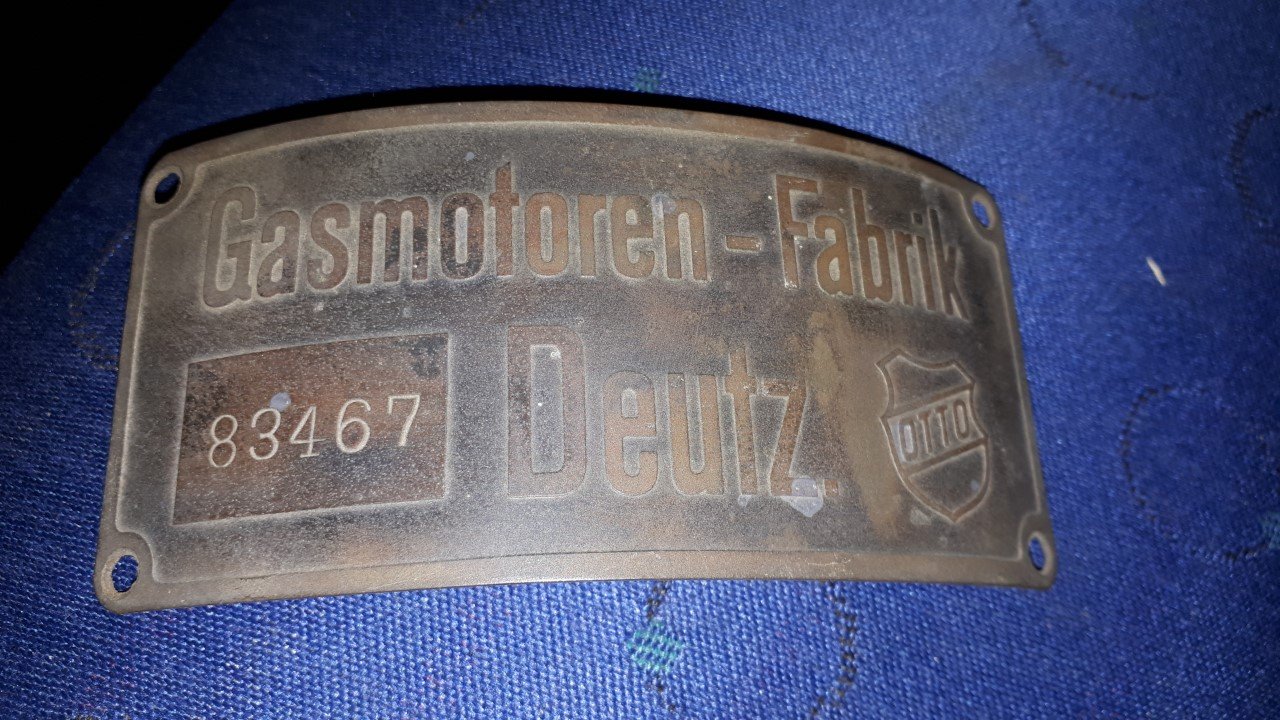 Gasmotoren-Fabrik
83467
Deutz.
OTTO